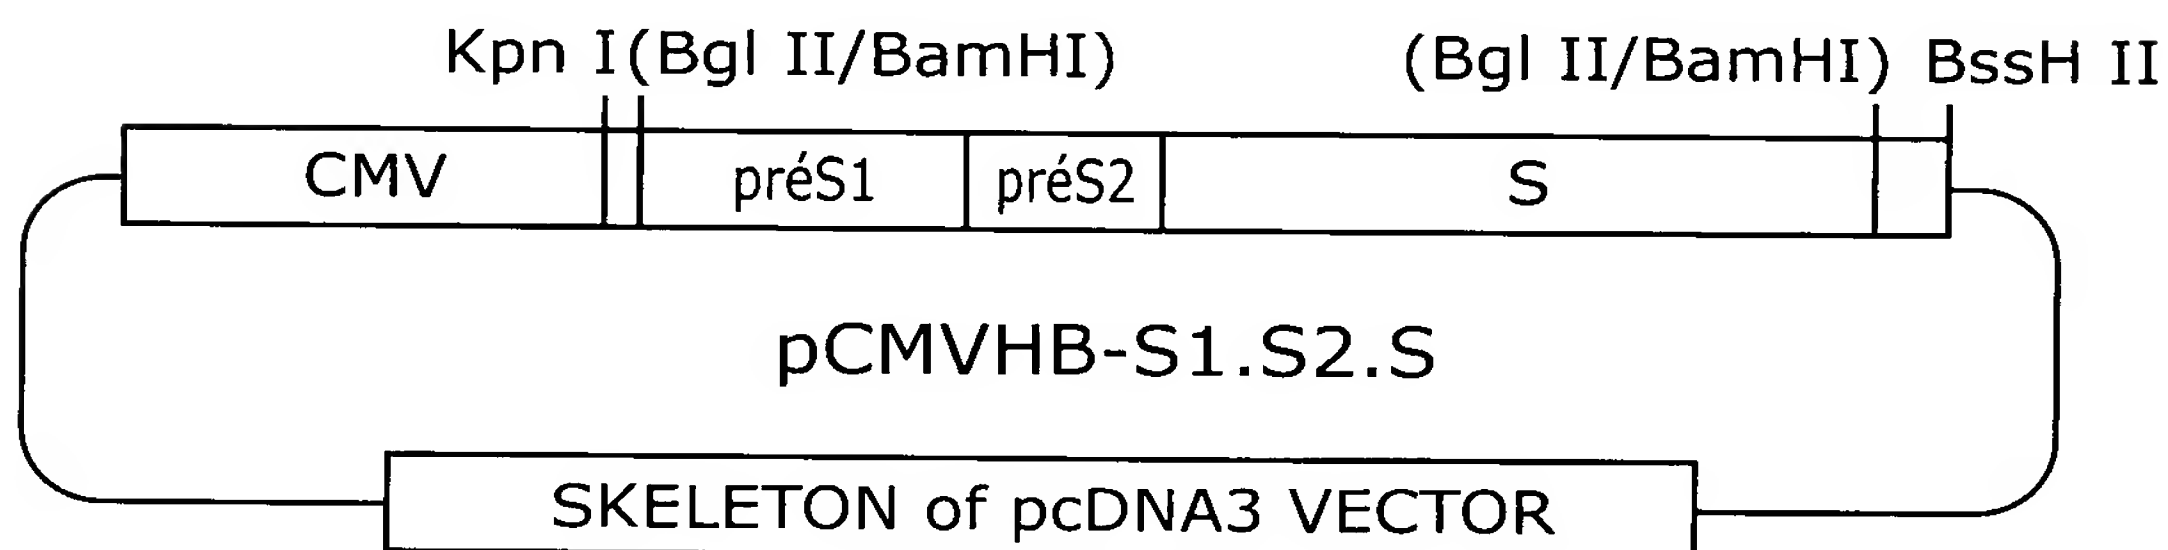 Kpn I (Bgl II/BamHI) (Bgl II/BamHI) BssH II
CMV préS1 préS2 S
pCMVHB-S1.S2.S
SKELETON of pcDNA3 VECTOR